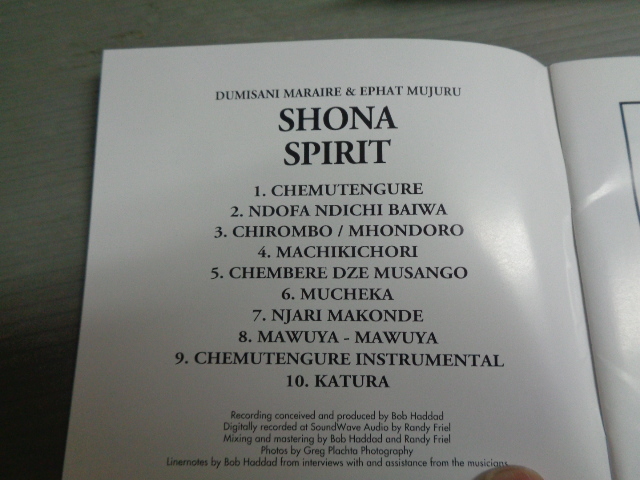 DUMISANI MARAIRE & EPHAT MUJURU
SHONA
SPIRIT
1. CHEMUTENGURE
2. NDOFA NDICHI BAIWA
3. CHIROMBO / MHONDORO
4. MACHIKICHORI
5. CHEMBERE DZE MUSANGO
6. MUCHEKA
7. NJARI MAKONDE
8. MAWUYA - MAWUYA
9. CHEMUTENGURE INSTRUMENTAL
10. KATURA
Recording conceived and produced by Bob Haddad
Digitally recorded at SoundWave Audio by Randy Friel
Mixing and mastering by Bob Haddad and Randy Friel
Photos by Greg Plachta Photography
Linernotes by Bob Haddad from interviews with and assistance from the musicians